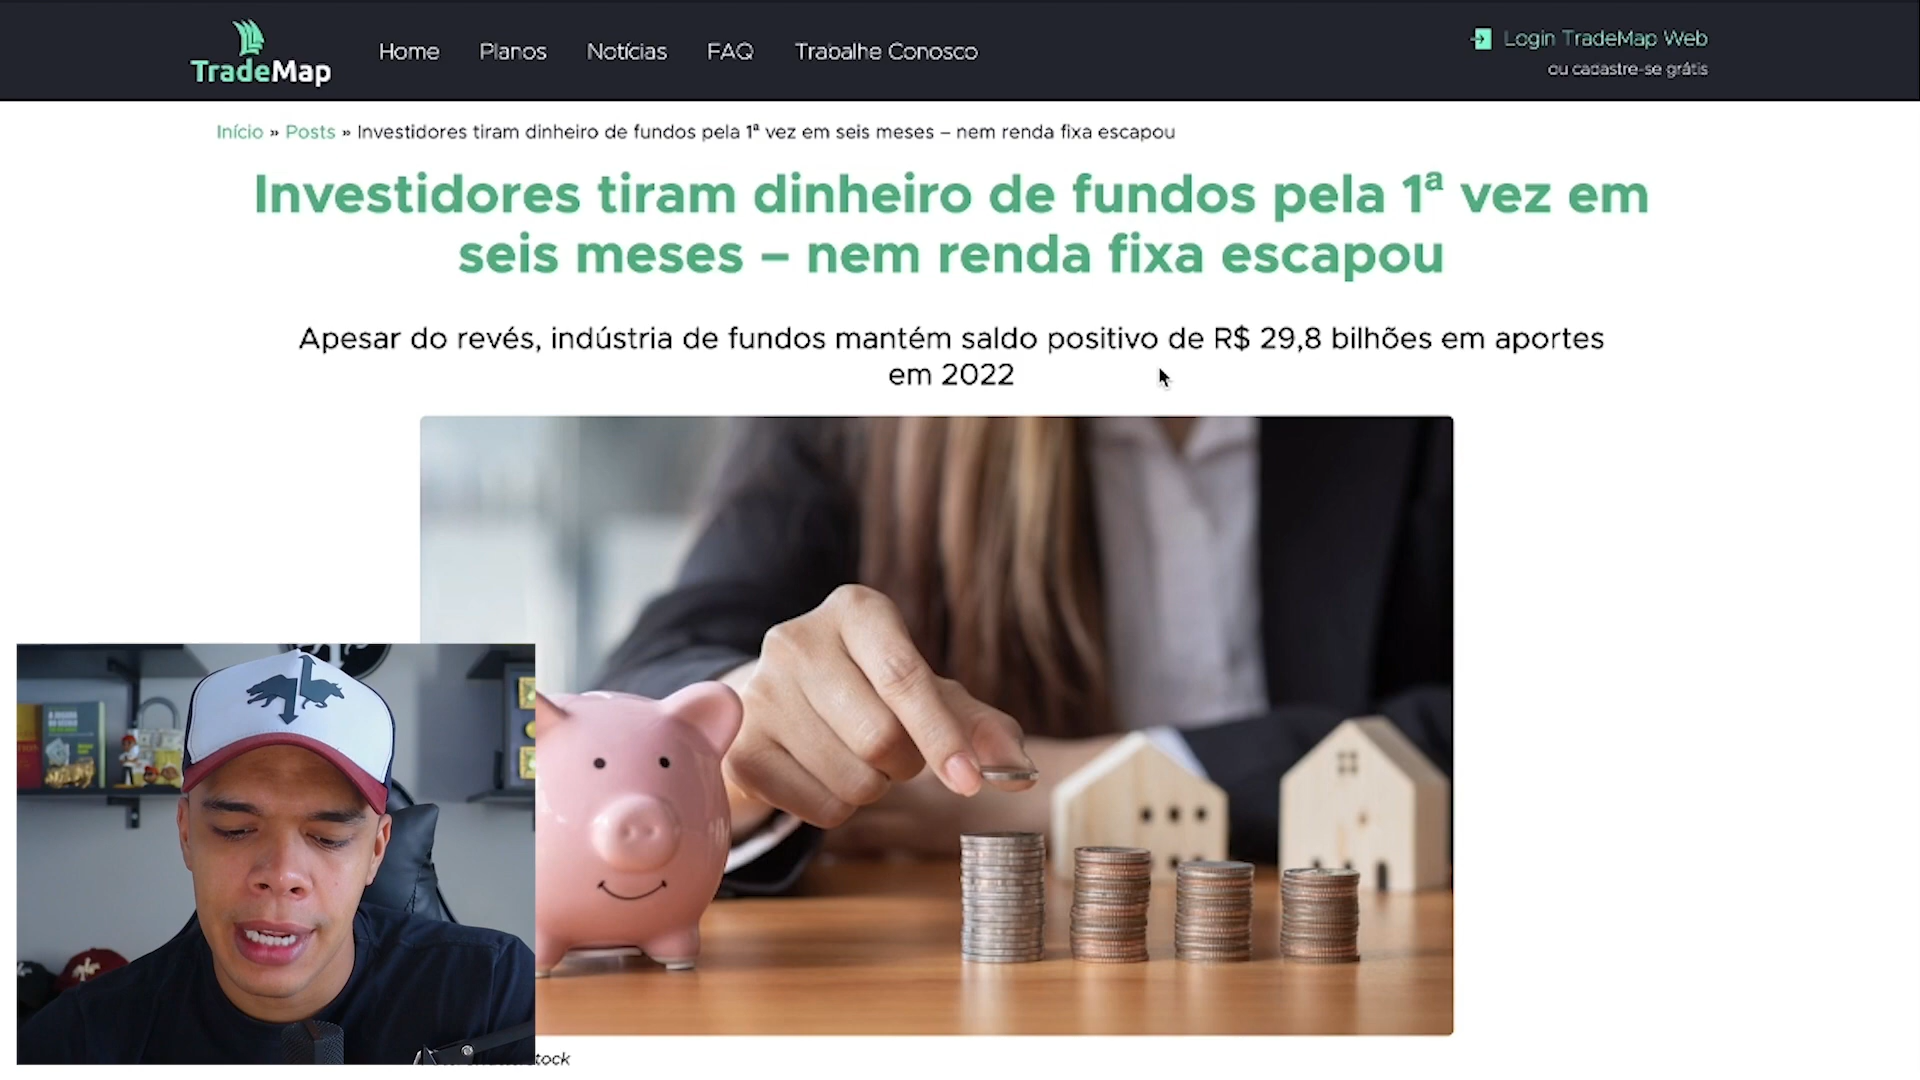 TradeMap
Home Planos Notícias FAQ Trabalhe Conosco
Login TradeMap Web
ou cadastre-se grátis
Início » Posts » Investidores tiram dinheiro de fundos pela 1ª vez em seis meses – nem renda fixa escapou
Investidores tiram dinheiro de fundos pela 1ª vez em
seis meses – nem renda fixa escapou
Apesar do revés, indústria de fundos mantém saldo positivo de R$ 29,8 bilhões em aportes
em 2022